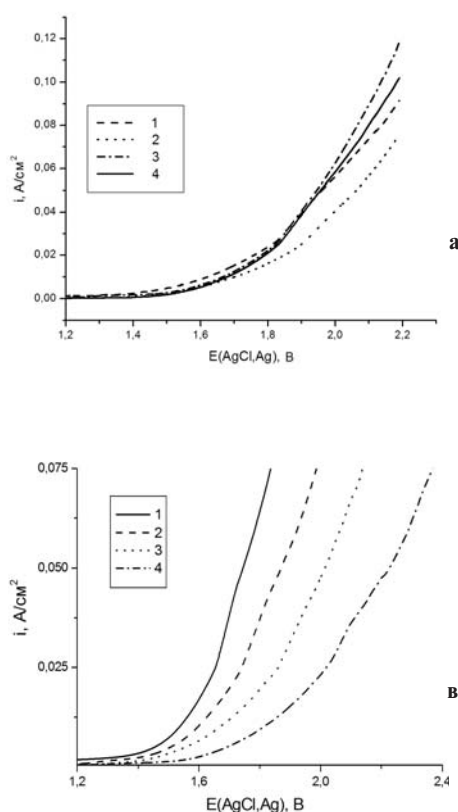 0,12
0,10
0,08
0,06
0,04
0,02
0,00
i, А/см²
1
2
3
4
1,2 1,4 1,6 1,8 2,0 2,2
E(AgCl,Ag), В
а
0,075
0,050
0,025
i, А/см²
1
2
3
4
1,2 1,6 2,0 2,4
E(AgCl,Ag), В
в